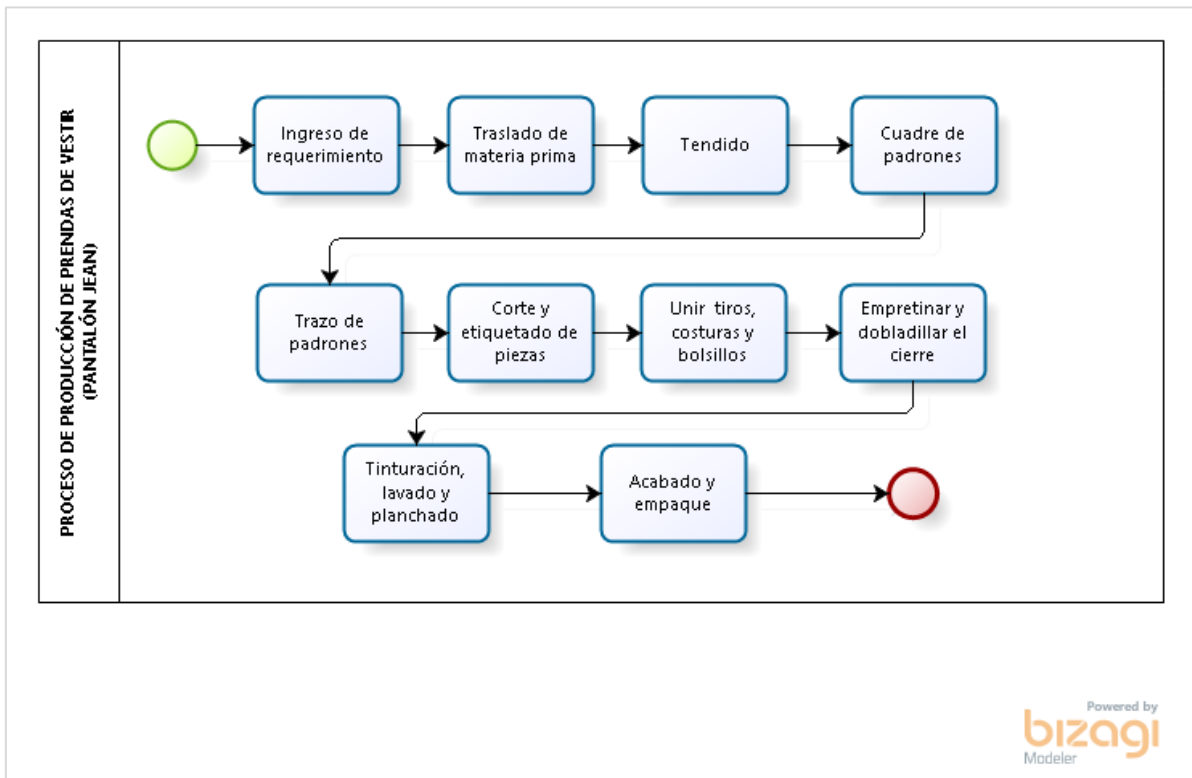 PROCESO DE PRODUCCIÓN DE PRENDAS DE VESTIR
(PANTALÓN JEAN)
Ingreso de
requerimiento
Traslado de
materia prima
Tendido
Cuadre de
padrones
Trazo de
padrones
Corte y
etiquetado de
piezas
Unir tiros,
costuras y
bolsillos
Empretinar y
dobladillar el
cierre
Tinturación,
lavado y
planchado
Acabado y
empaque
Powered by
bizagi
Modeler